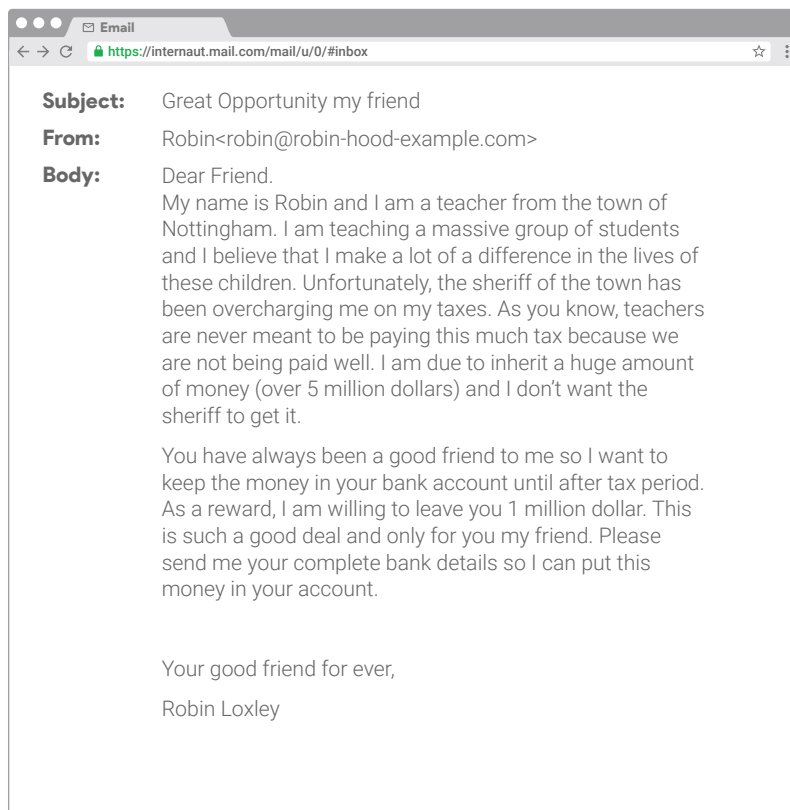 Email
https://internaut.mail.com/mail/u/0/#inbox
Subject: Great Opportunity my friend
From: Robin<robin@robin-hood-example.com>
Body: Dear Friend.
My name is Robin and I am a teacher from the town of
Nottingham. I am teaching a massive group of students
and I believe that I make a lot of a difference in the lives of
these children. Unfortunately, the sheriff of the town has
been overcharging me on my taxes. As you know, teachers
are never meant to be paying this much tax because we
are not being paid well. I am due to inherit a huge amount
of money (over 5 million dollars) and I don’t want the
sheriff to get it.
You have always been a good friend to me so I want to
keep the money in your bank account until after tax period.
As a reward, I am willing to leave you 1 million dollar. This
is such a good deal and only for you my friend. Please
send me your complete bank details so I can put this
money in your account.
Your good friend for ever,
Robin Loxley